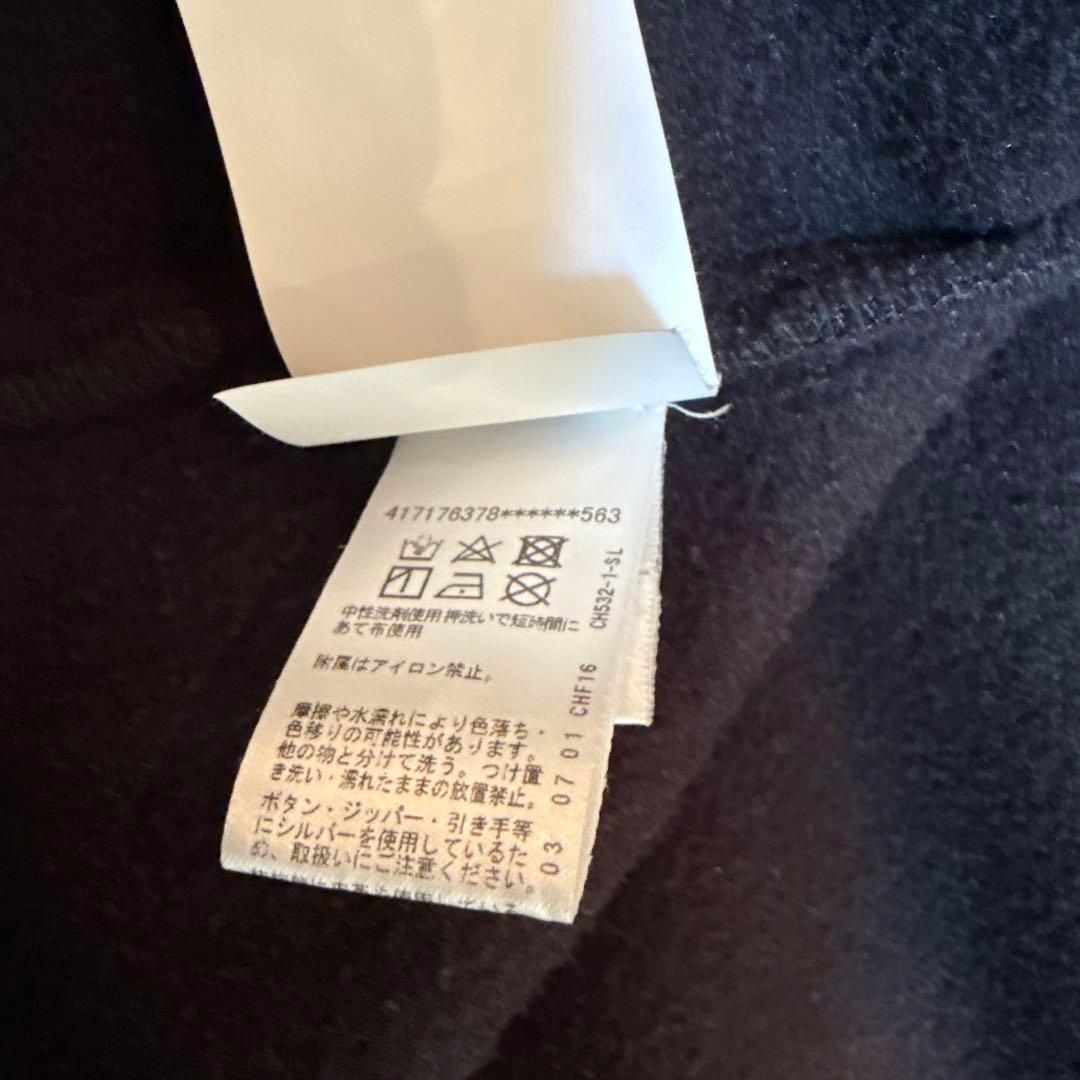 417176378******563
中性洗剤使用 押洗いで短時間に
あて布使用
附属はアイロン禁止。
摩擦や水濡れにより色落ち・
色移りの可能性があります。
他の物と分けて洗う。つけ置
き洗い・濡れたままの放置禁止。
ボタン・ジッパー・引き手等
にシルバーを使用しているた
め、取扱いにご注意ください。
03 07 01 CHF16 CH532-1-SL